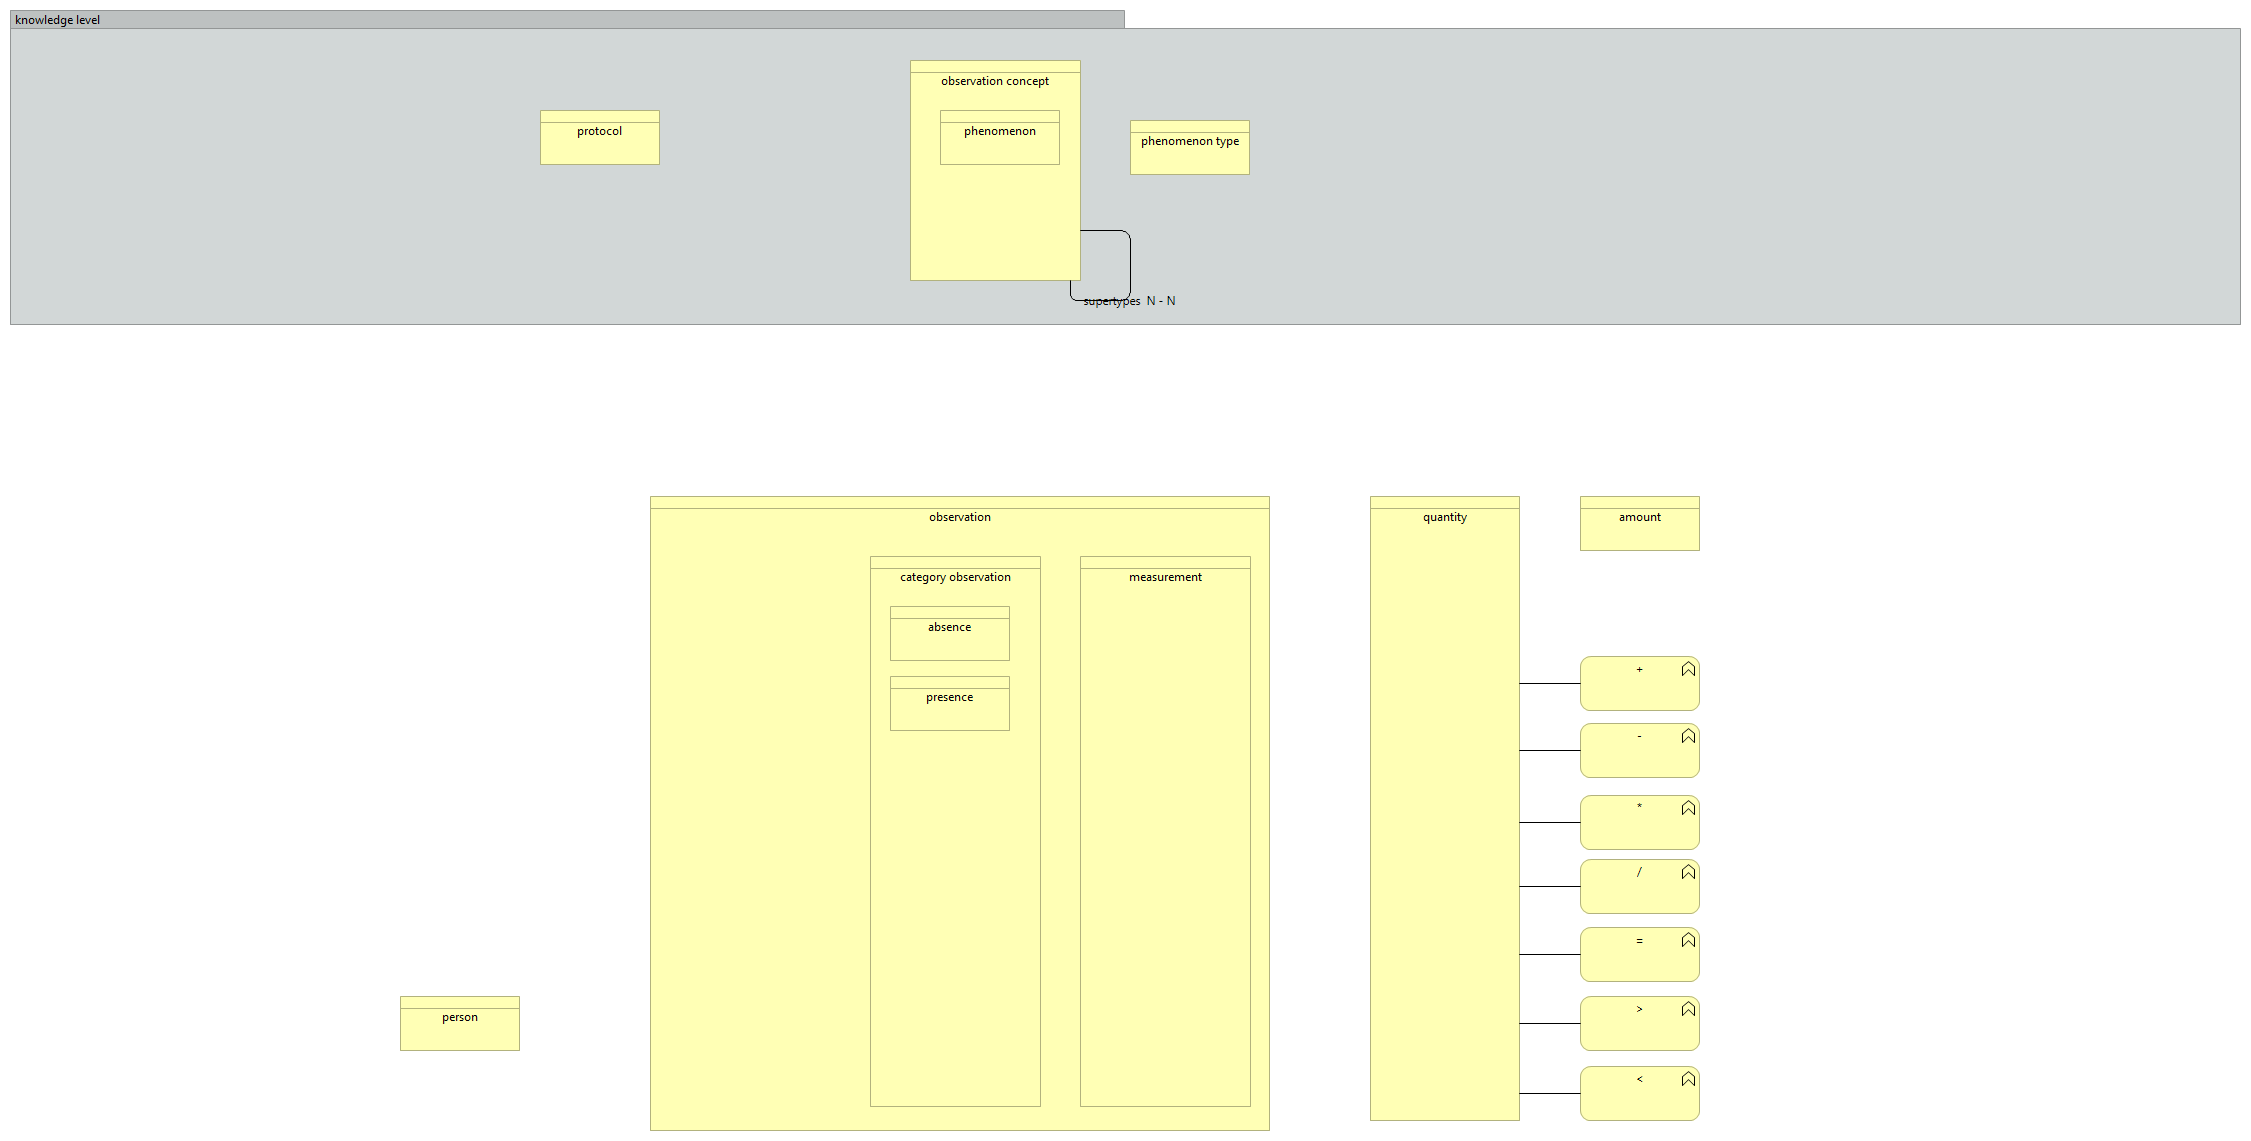 knowledge level
observation concept
protocol
phenomenon
phenomenon type
supertypes N - N
observation
quantity
amount
category observation
measurement
absence
+
presence
-
*
/
=
person
>
<